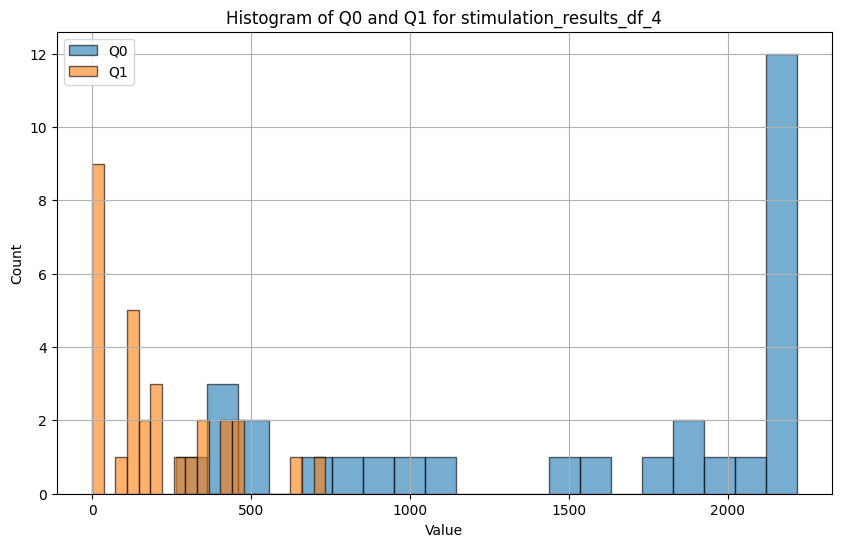 Histogram of Q0 and Q1 for stimulation_results_df_4
Q0
Q1
Count
12
10
8
6
4
2
0
0
500
1000
1500
2000
Value